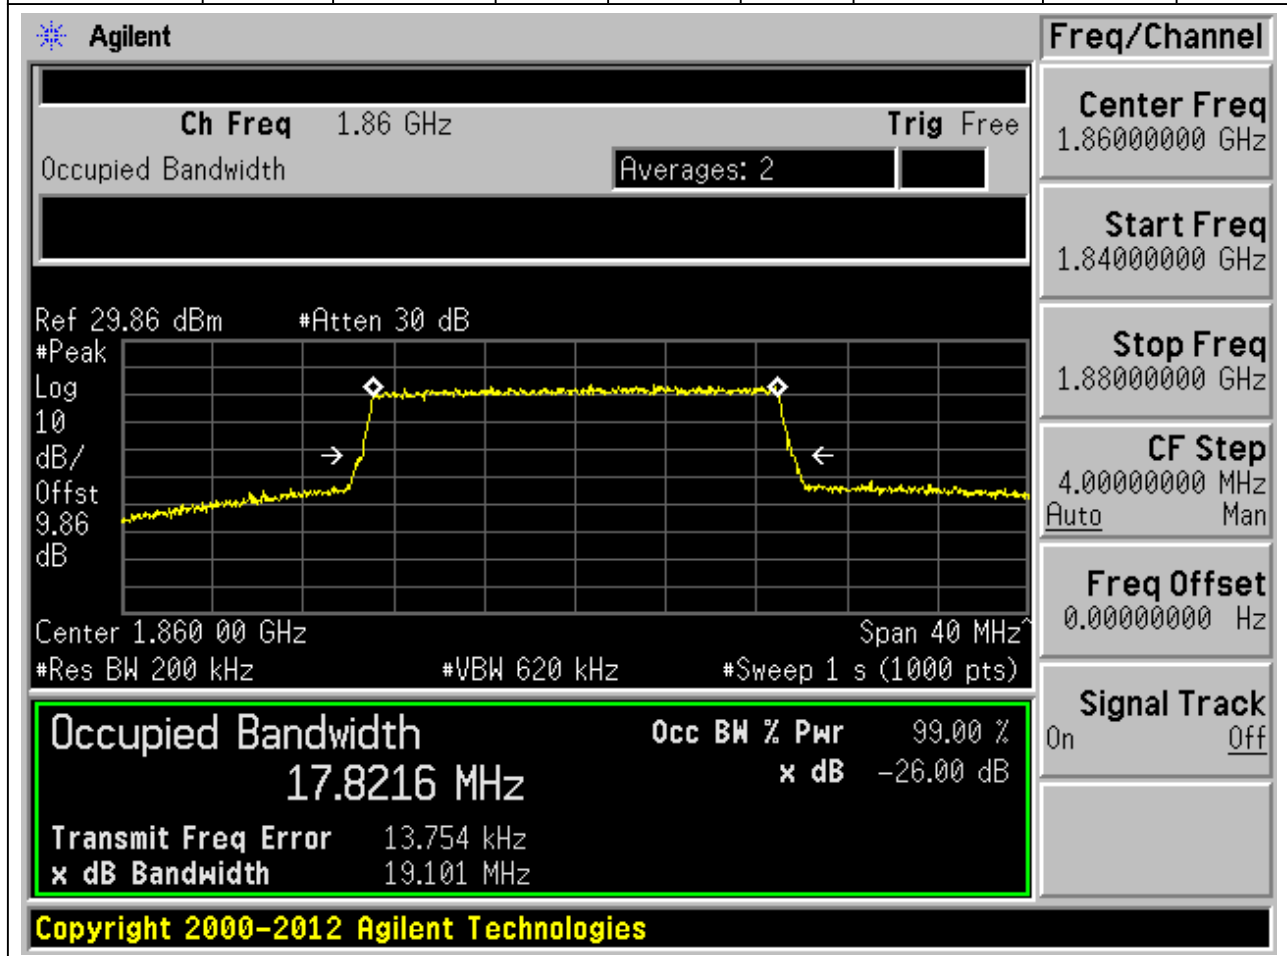 Agilent
Freq/Channel
Ch Freq 1.86 GHz Trig Free
Occupied Bandwidth Averages: 2
Center Freq
1.86000000 GHz
Start Freq
1.84000000 GHz
Stop Freq
1.88000000 GHz
CF Step
4.00000000 MHz
Auto Man
Freq Offset
0.00000000 Hz
Signal Track
On Off
Ref 29.86 dBm #Atten 30 dB
#Peak
Log
10
dB/
Offst
9.86
dB
Center 1.860 00 GHz Span 40 MHz^
#Res BW 200 kHz #VBW 620 kHz #Sweep 1 s (1000 pts)
Occupied Bandwidth Occ BW % Pwr 99.00 %
17.8216 MHz x dB -26.00 dB
Transmit Freq Error 13.754 kHz
x dB Bandwidth 19.101 MHz
Copyright 2000-2012 Agilent Technologies